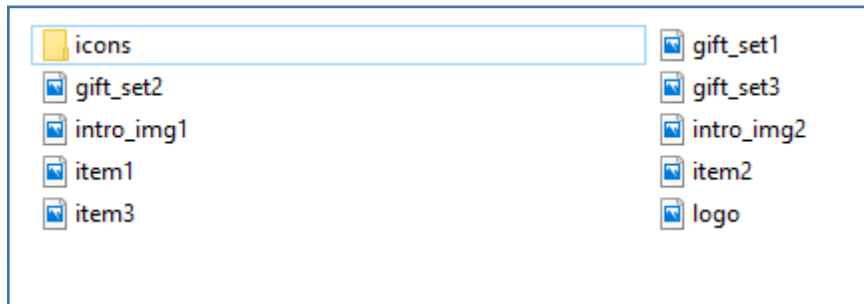 icons gift_set1
gift_set2 gift_set3
intro_img1 intro_img2
item1 item2
item3 logo